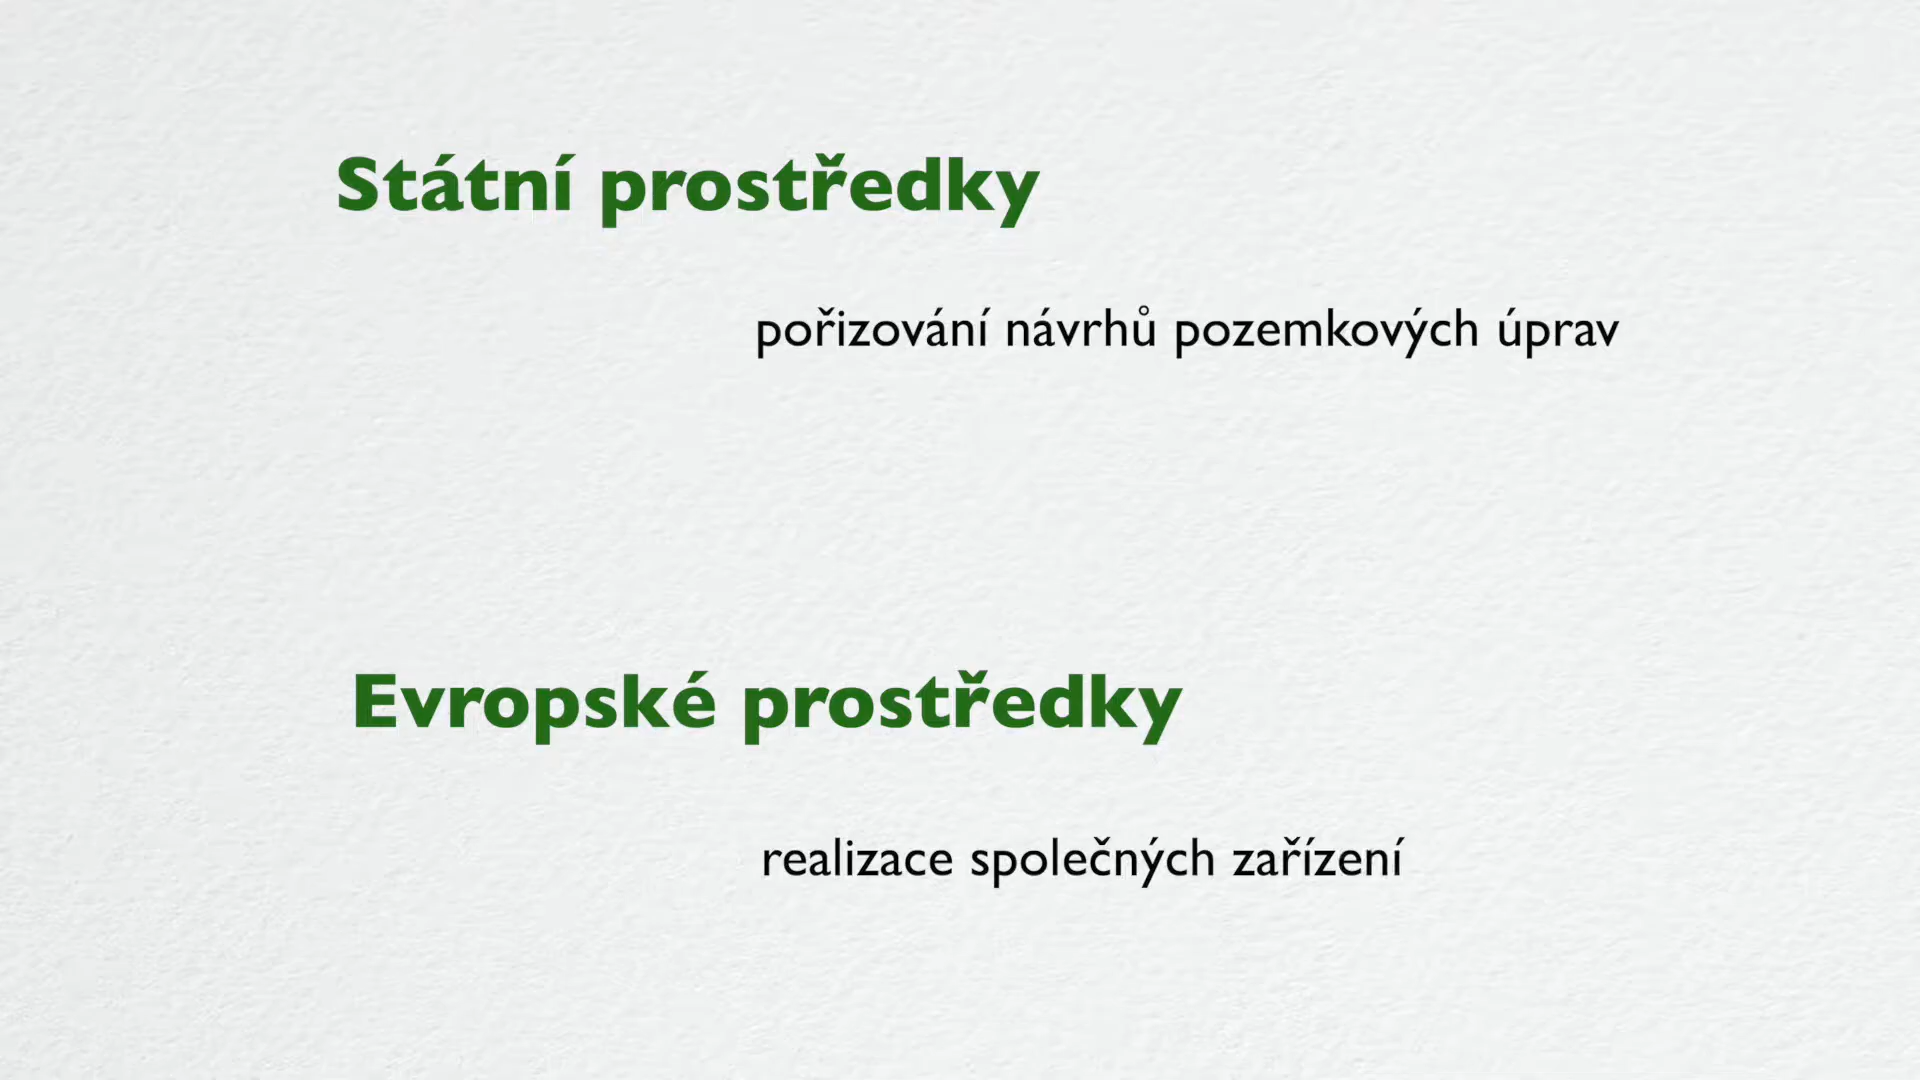 Státní prostředky
pořizování návrhů pozemkových úprav
Evropské prostředky
realizace společných zařízení